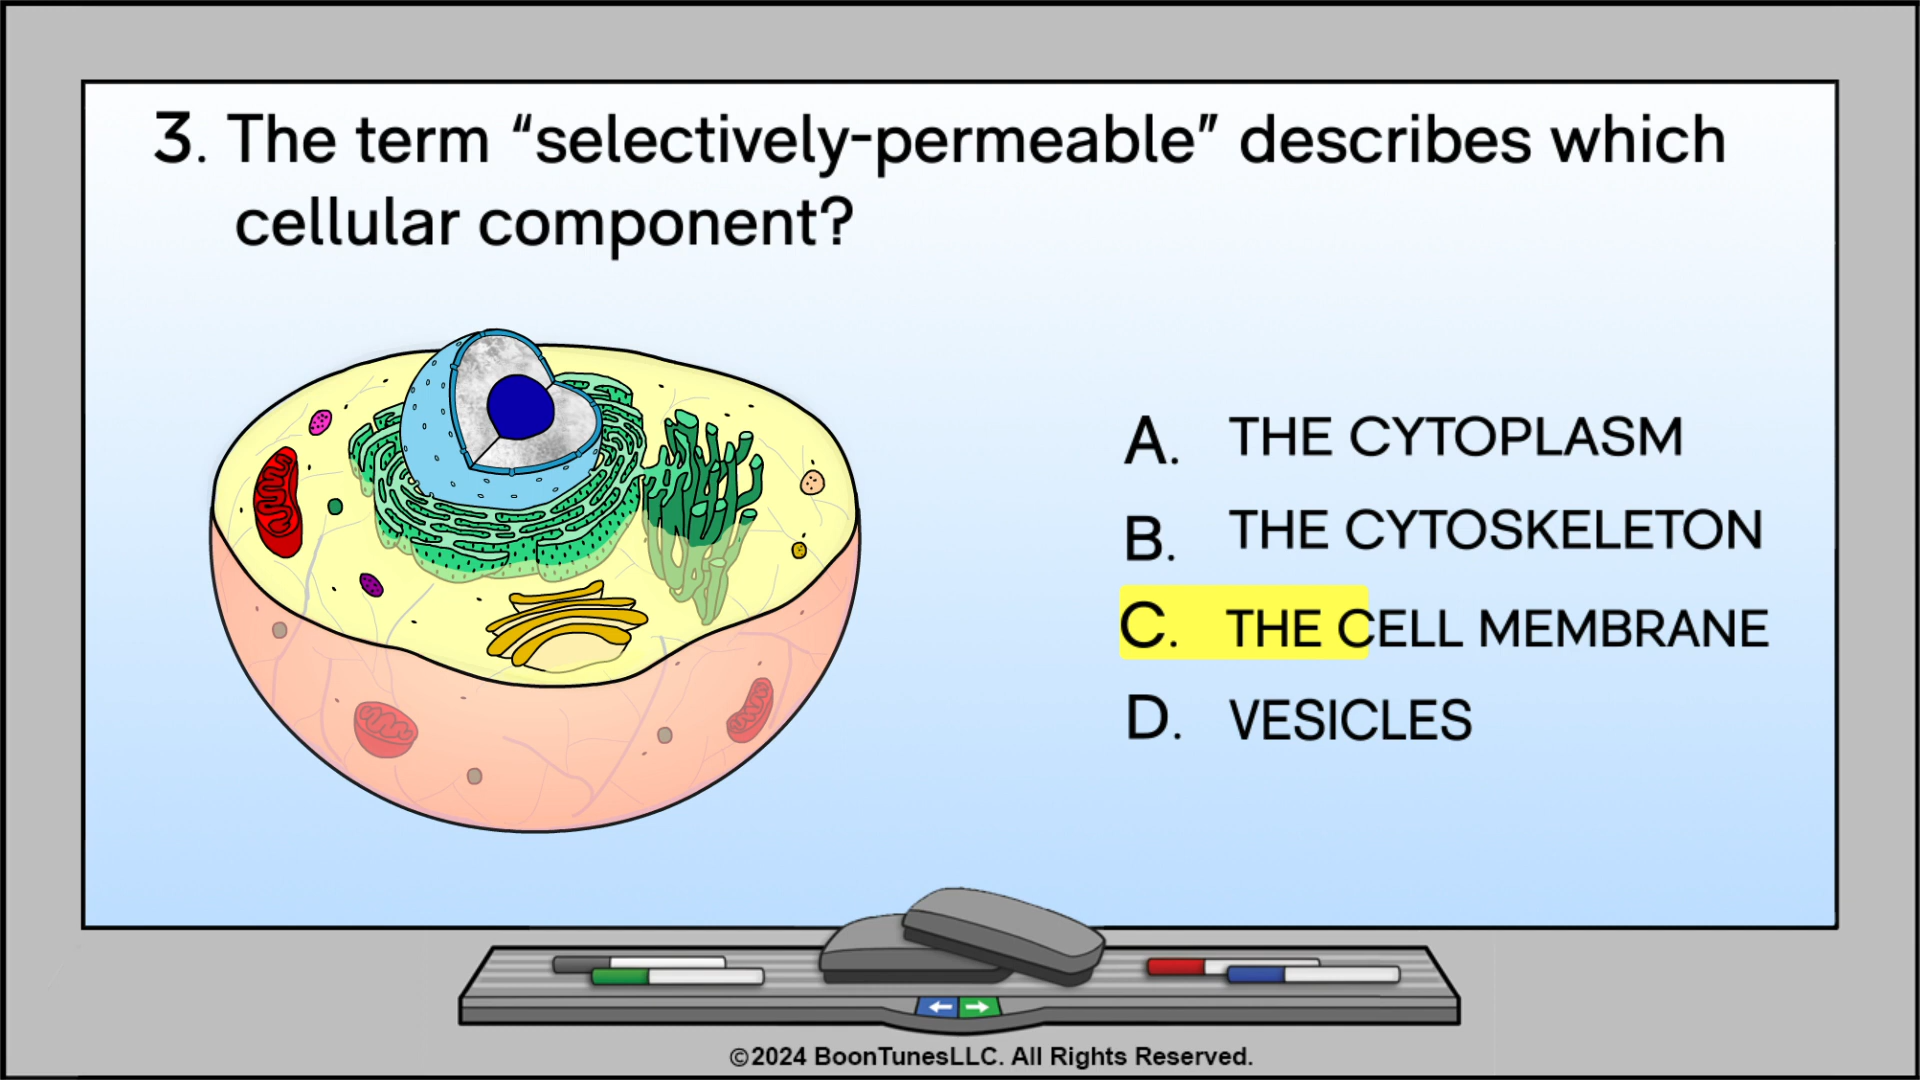 3. The term “selectively-permeable” describes which
cellular component?
A. THE CYTOPLASM
B. THE CYTOSKELETON
C. THE CELL MEMBRANE
D. VESICLES
©2024 BoonTunesLLC. All Rights Reserved.